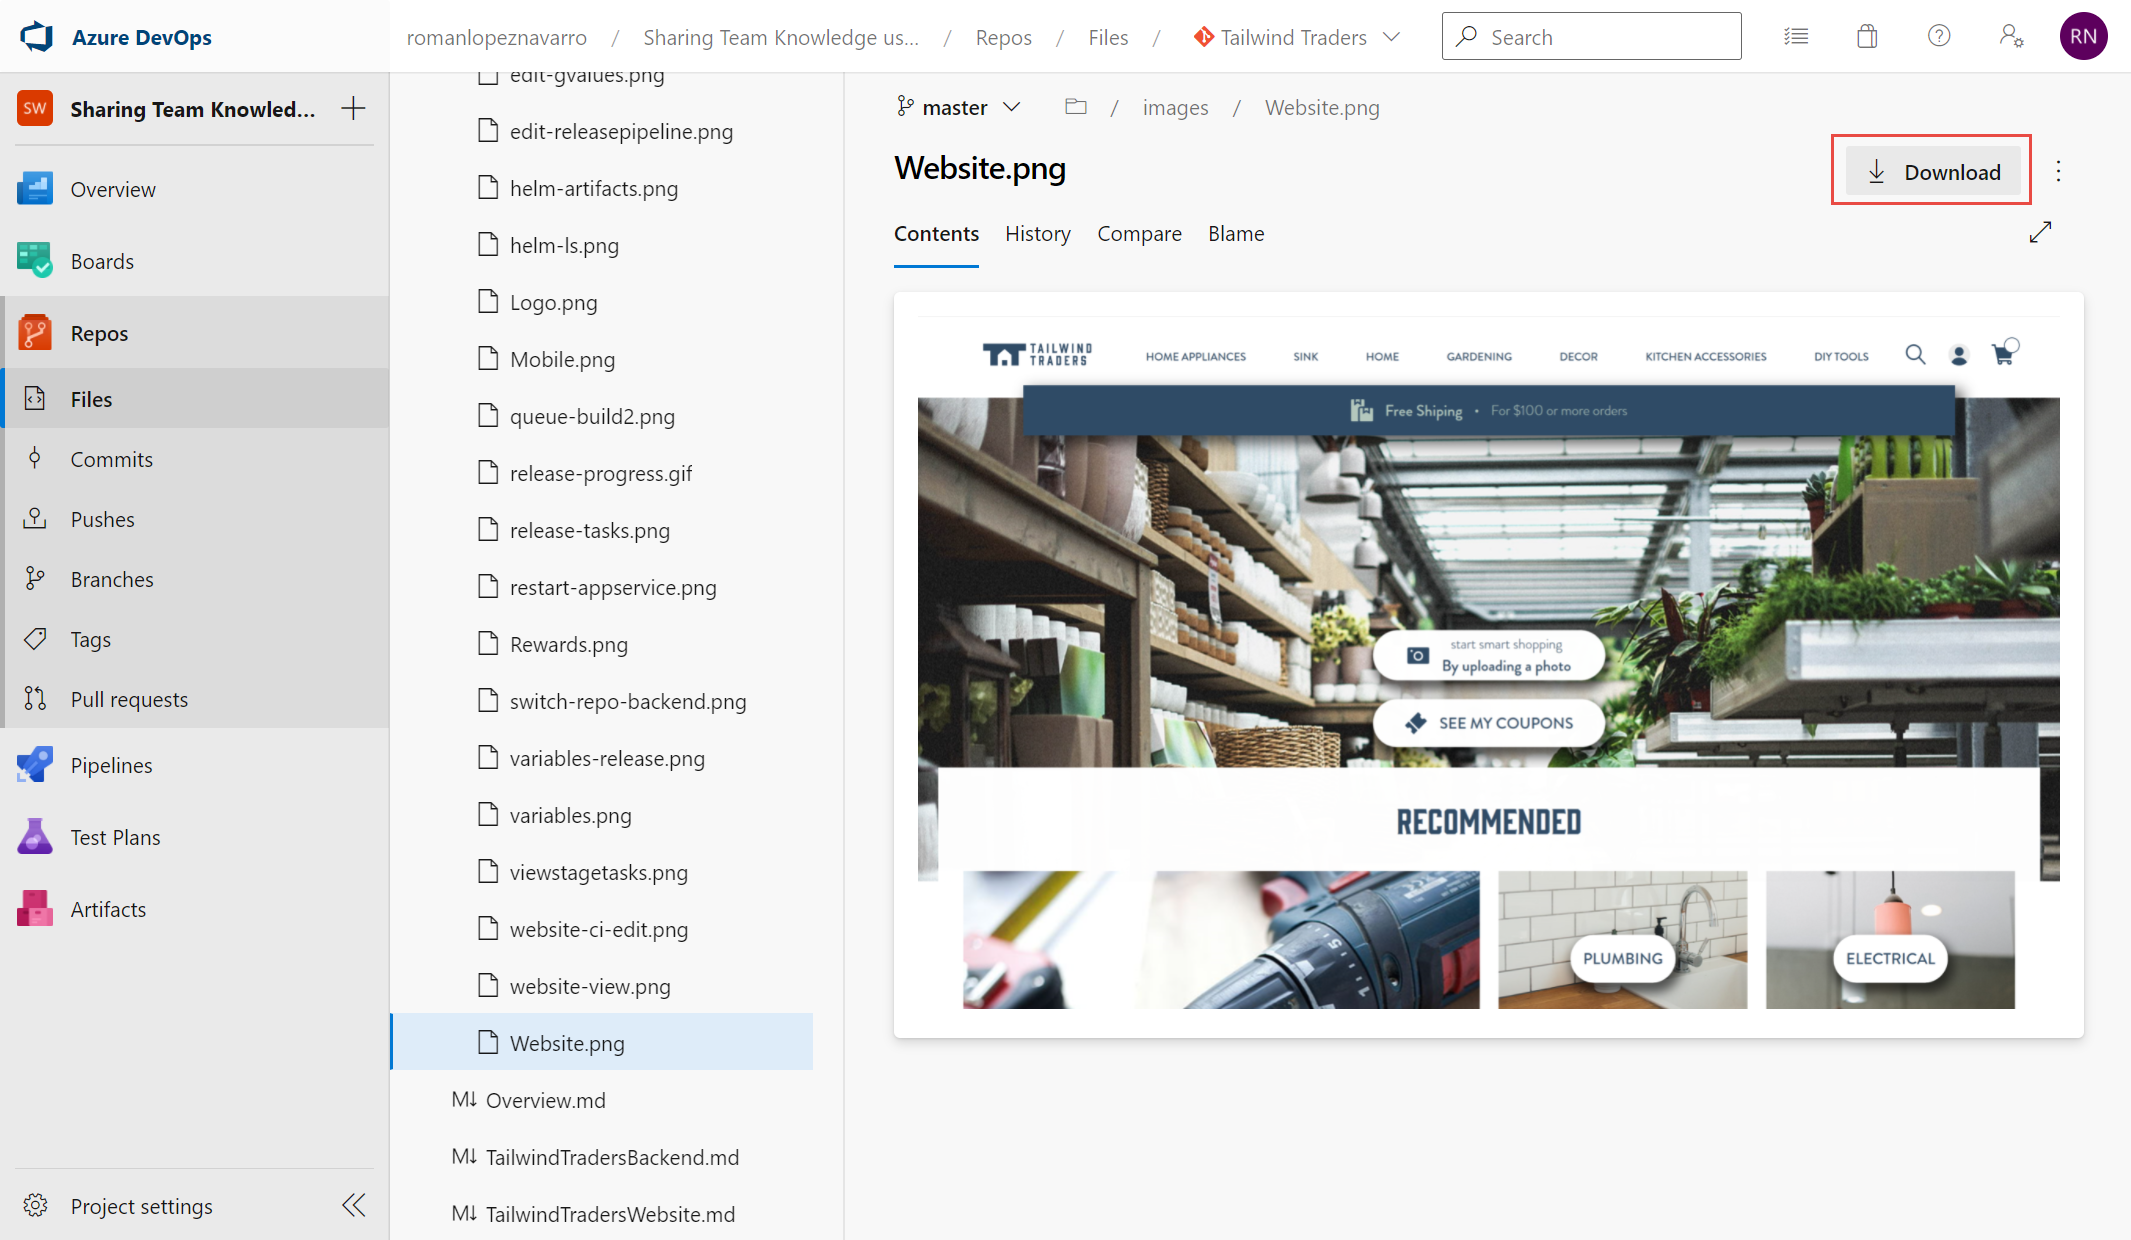 Azure DevOps
romanlopeznavarro / Sharing Team Knowledge us... / Repos / Files / Tailwind Traders
Search
RN
SW Sharing Team Knowled...
Overview
Boards
Repos
Files
Commits
Pushes
Branches
Tags
Pull requests
Pipelines
Test Plans
Artifacts
Project settings
edit-gvalues.png
edit-releasepipeline.png
helm-artifacts.png
helm-ls.png
Logo.png
Mobile.png
queue-build2.png
release-progress.gif
release-tasks.png
restart-appservice.png
Rewards.png
switch-repo-backend.png
variables-release.png
variables.png
viewstagetasks.png
website-ci-edit.png
website-view.png
Website.png
M↓ Overview.md
M↓ TailwindTradersBackend.md
M↓ TailwindTradersWebsite.md
master / images / Website.png
Website.png
Download
Contents History Compare Blame
TAILWIND
TRADERS
HOME APPLIANCES SINK HOME GARDENING DECOR KITCHEN ACCESSORIES DIY TOOLS
Free Shiping • For $100 or more orders
start smart shopping
By uploading a photo
SEE MY COUPONS
RECOMMENDED
PLUMBING
ELECTRICAL